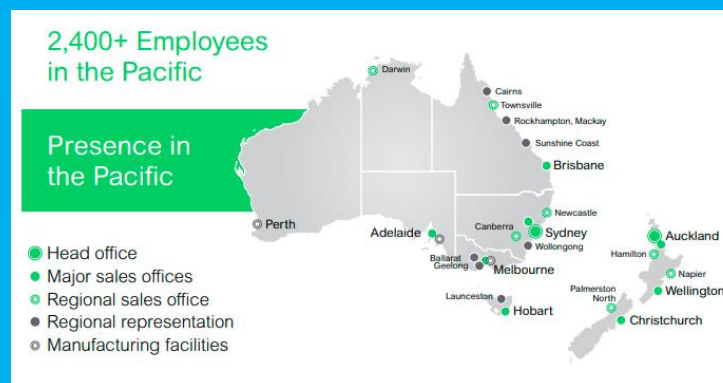 2,400+ Employees
in the Pacific
Presence in
the Pacific
Head office
Major sales offices
Regional sales office
Regional representation
Manufacturing facilities
Darwin
Cairns
Townsville
Rockhampton, Mackay
Sunshine Coast
Brisbane
Perth
Adelaide
Newcastle
Canberra
Sydney
Wollongong
Ballarat
Geelong
Melbourne
Launceston
Hobart
Auckland
Hamilton
Napier
Palmerston
North
Wellington
Christchurch